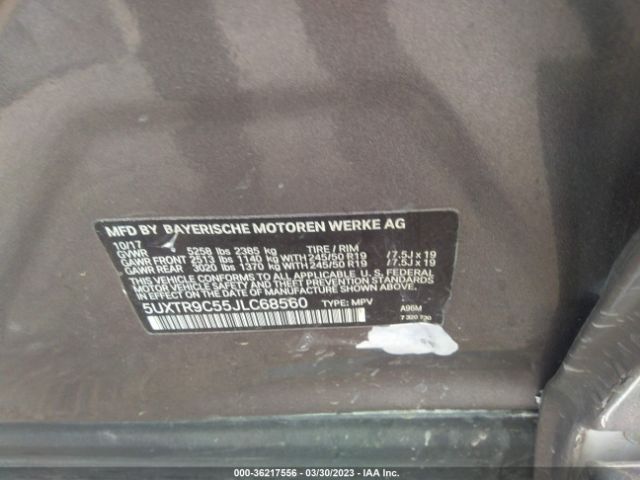 MFD BY BAYERISCHE MOTOREN WERKE AG
10/17
GVWR 5258 lbs 2385 kg TIRE / RIM
GAWR FRONT 2513 lbs 1140 kg WITH 245/50 R19 /7.5J x 19
GAWR REAR 3020 lbs 1370 kg WITH 245/50 R19 /7.5J x 19
THIS VEHICLE CONFORMS TO ALL APPLICABLE U. S. FEDERAL
MOTOR VEHICLE SAFETY AND THEFT PREVENTION STANDARDS
IN EFFECT ON THE DATE OF MANUFACTURE SHOWN ABOVE.
5UXTR9C55JLC68560 TYPE: MPV A96M
7 320 730
000-36217556 — 03/30/2023 — IAA Inc.